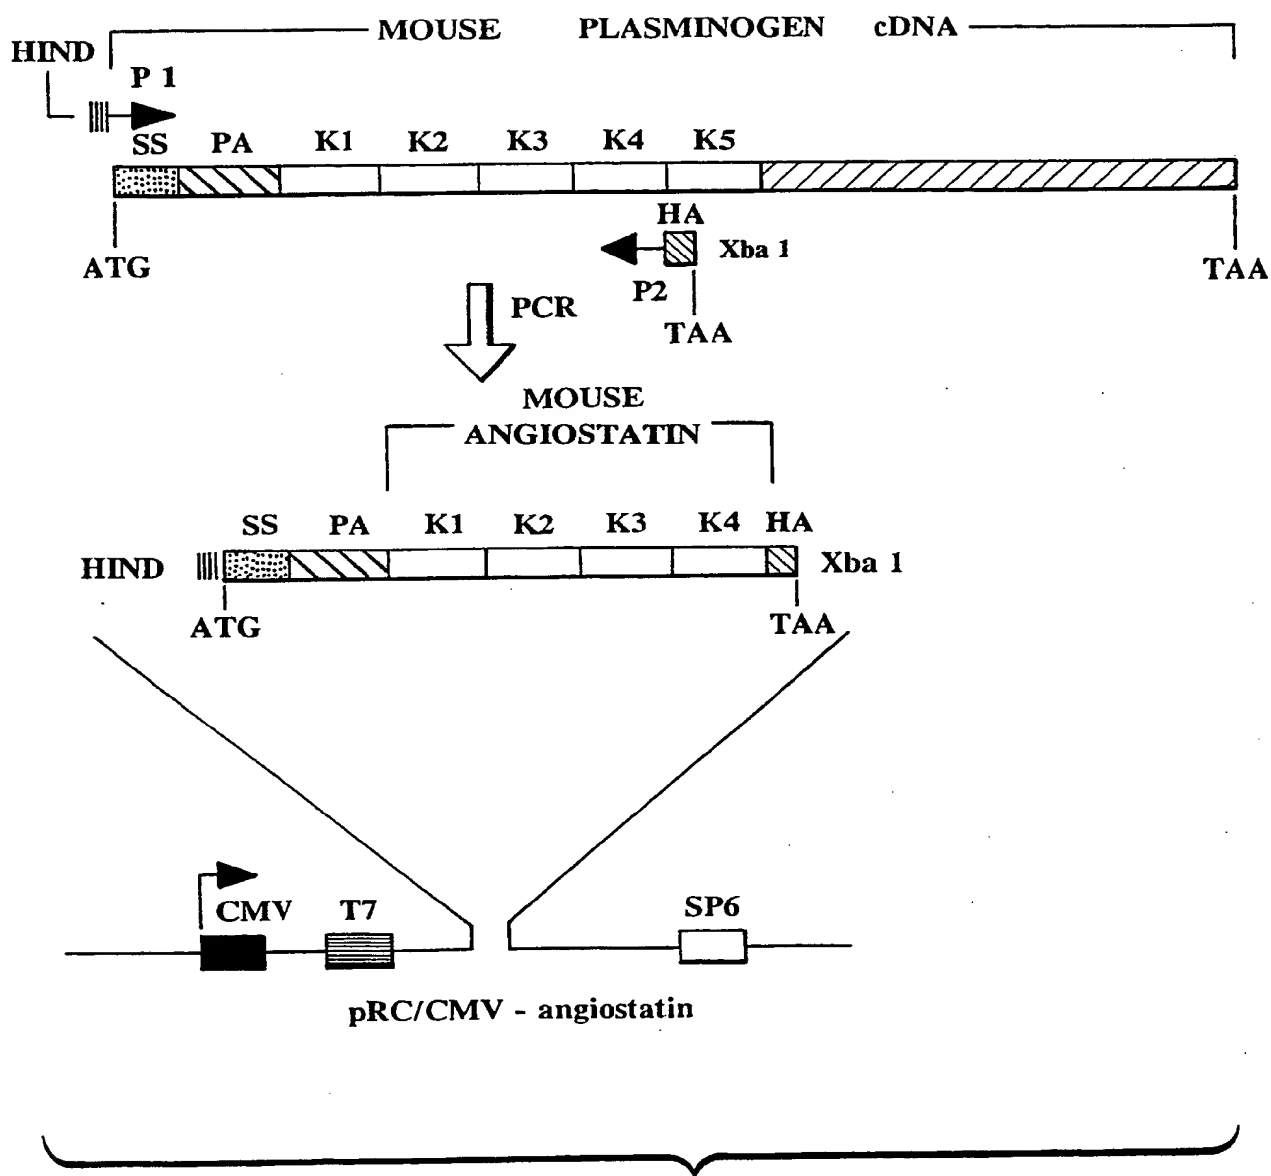 MOUSE PLASMINOGEN cDNA
HIND
P 1
SS PA K1 K2 K3 K4 K5
HA
Xba 1
ATG
P2
TAA
TAA
PCR
MOUSE
ANGIOSTATIN
SS PA K1 K2 K3 K4 HA
HIND
Xba 1
ATG
TAA
CMV T7 SP6
pRC/CMV - angiostatin